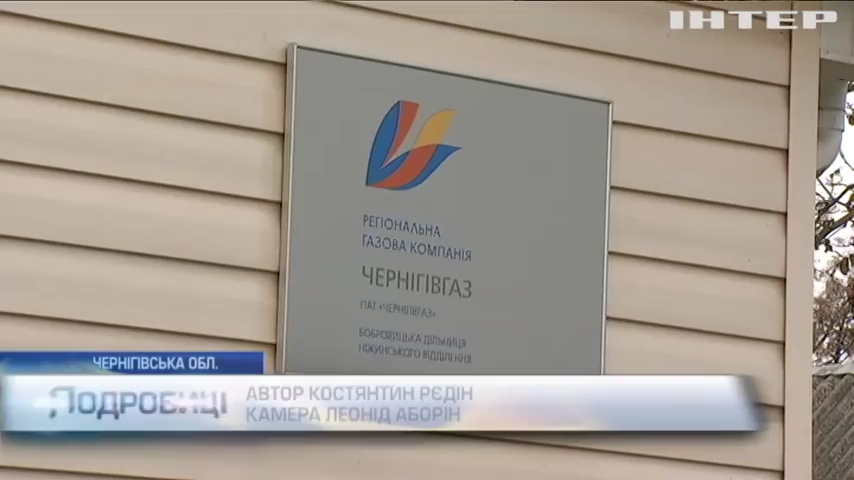 ІНТЕР
РЕГІОНАЛЬНА
ГАЗОВА КОМПАНІЯ
ЧЕРНІГІВГАЗ
ПАТ «ЧЕРНІГІВГАЗ»
БОБРОВИЦЬКА ДІЛЬНИЦЯ
НІЖИНСЬКОГО ВІДДІЛЕННЯ
ЧЕРНІГІВСЬКА ОБЛ.
ПОДРОБИЦІ
АВТОР КОСТЯНТИН РЄДІН
КАМЕРА ЛЕОНІД АБОРІН